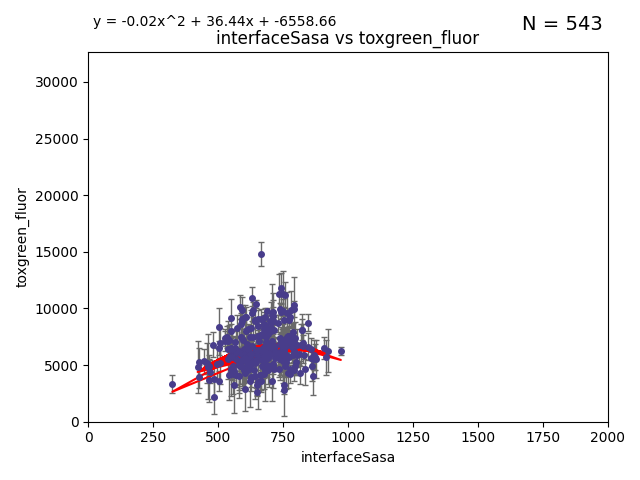 y = -0.02x^2 + 36.44x + -6558.66
N = 543
interfaceSasa vs toxgreen_fluor
30000
25000
20000
15000
10000
5000
0
toxgreen_fluor
0 250 500 750 1000 1250 1500 1750 2000
interfaceSasa